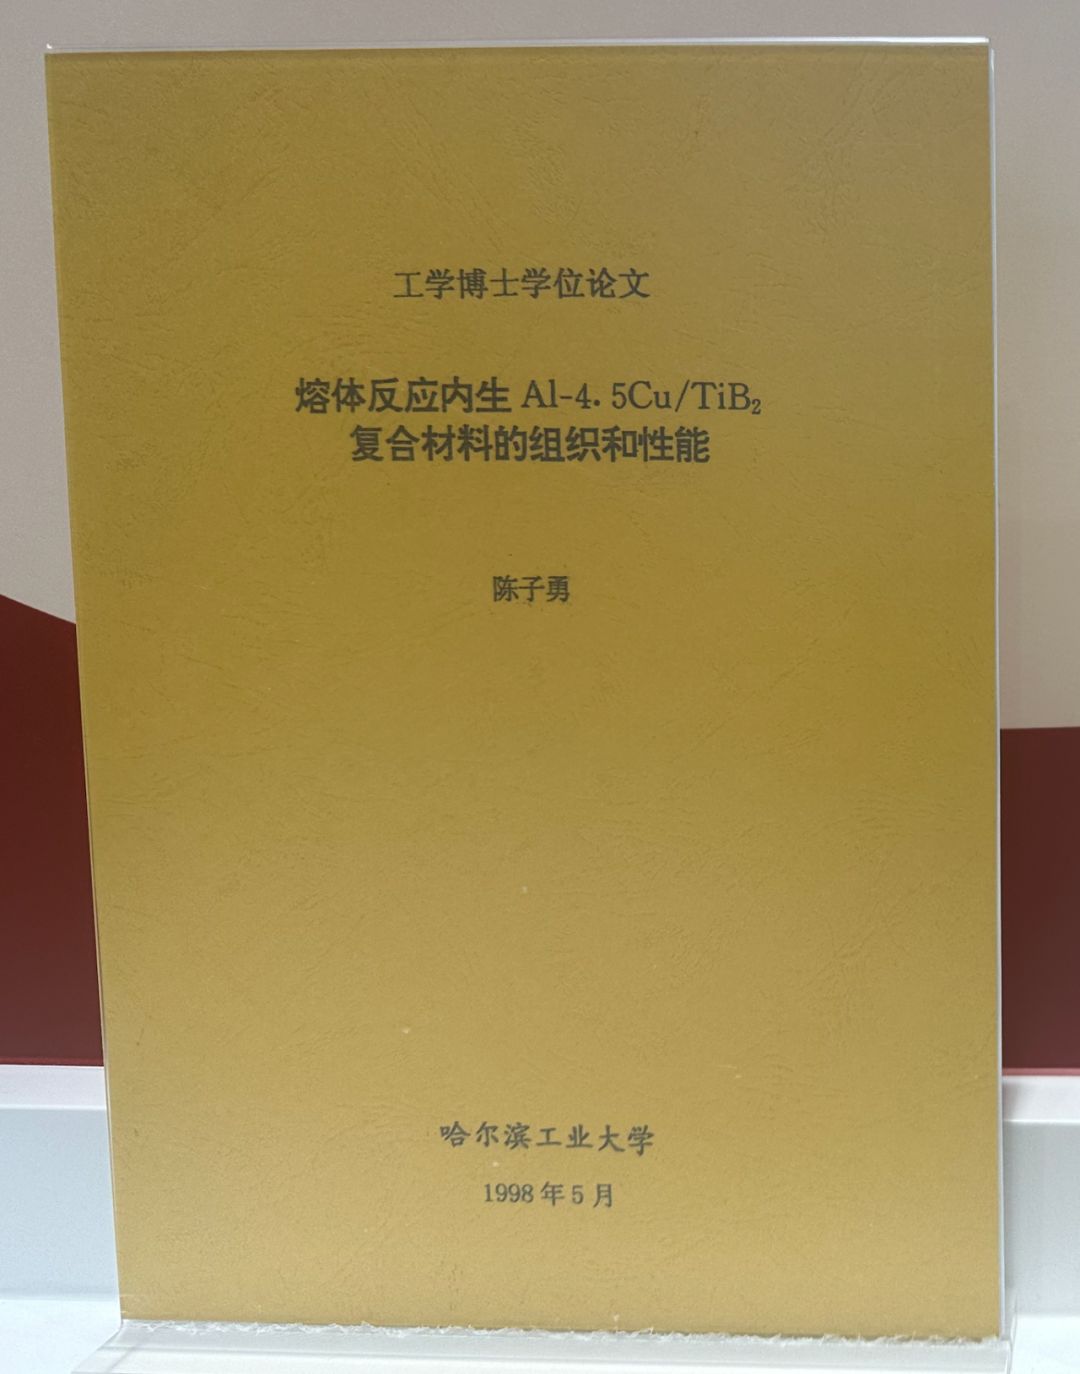 工学博士学位论文
熔体反应内生 Al-4.5Cu/TiB₂
复合材料的组织和性能
陈子勇
哈尔滨工业大学
1998 年 5 月